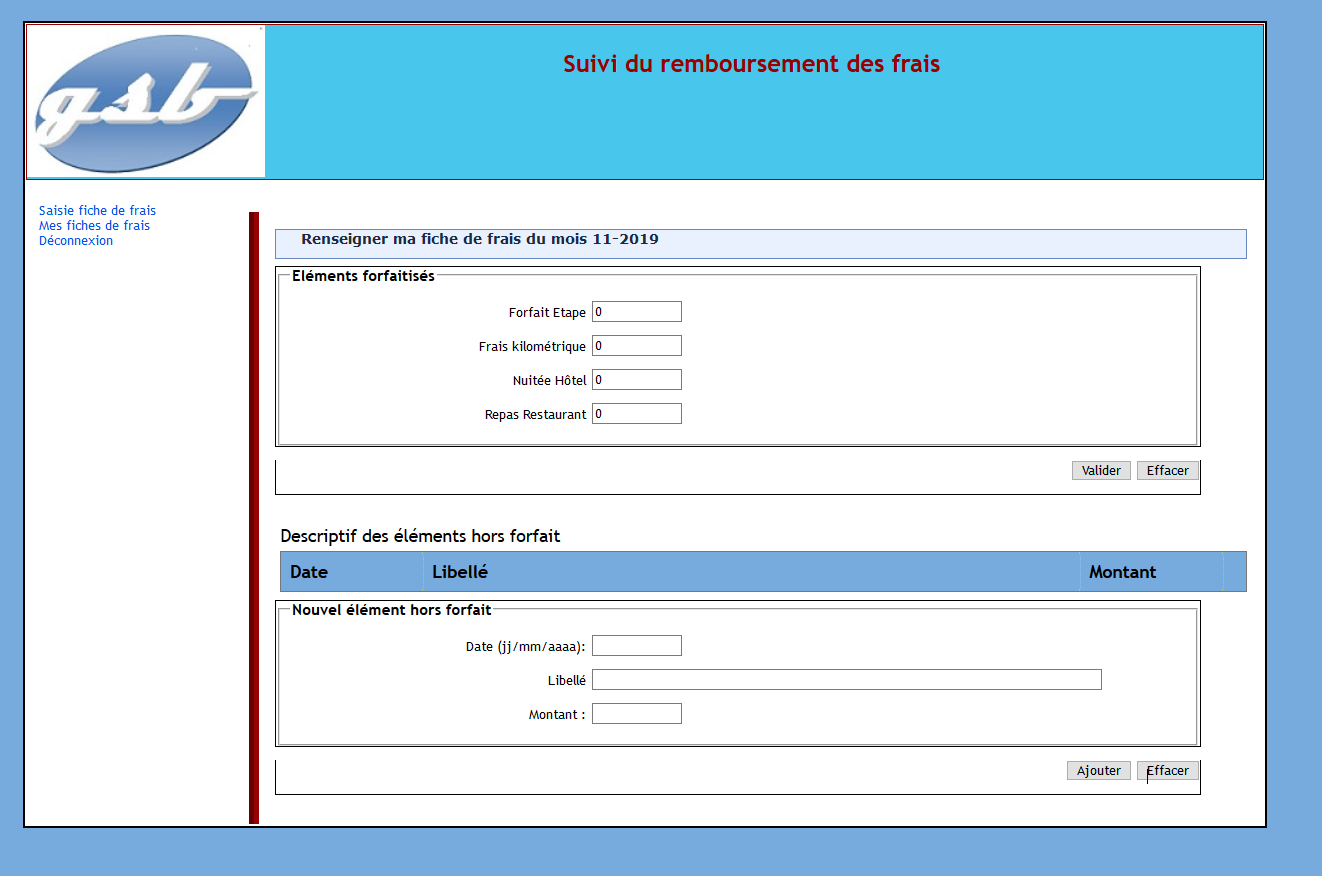 gsb
Suivi du remboursement des frais
Saisie fiche de frais
Mes fiches de frais
Déconnexion
Renseigner ma fiche de frais du mois 11-2019
Eléments forfaitisés
Forfait Etape 0
Frais kilométrique 0
Nuitée Hôtel 0
Repas Restaurant 0
Valider Effacer
Descriptif des éléments hors forfait
Date Libellé Montant
Nouvel élément hors forfait
Date (jj/mm/aaaa):
Libellé
Montant :
Ajouter Effacer